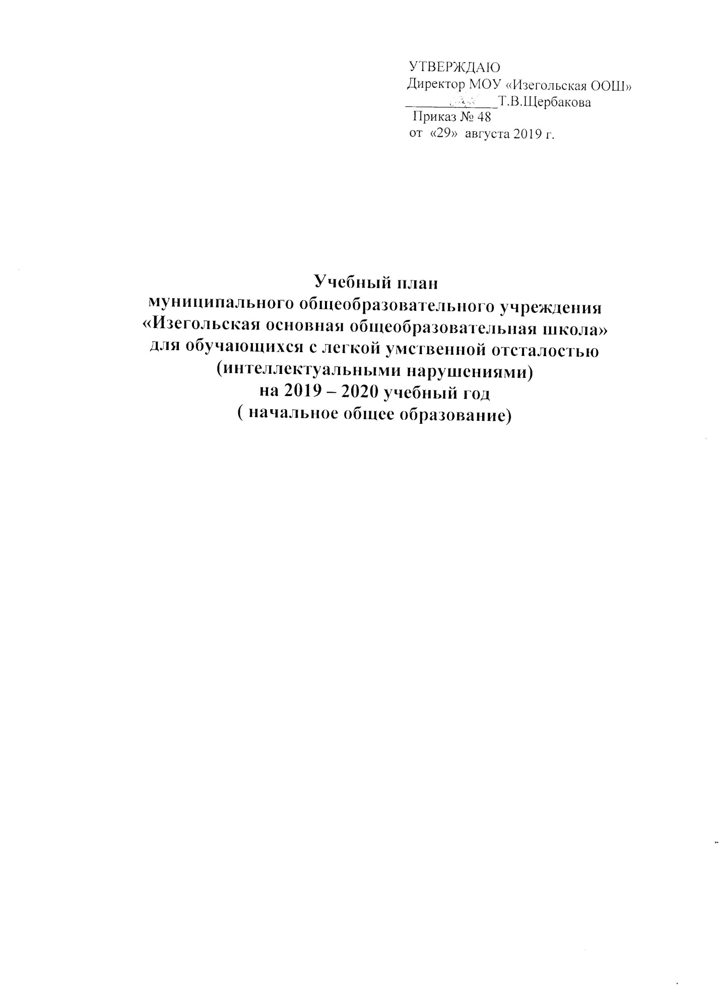 УТВЕРЖДАЮ
Директор МОУ «Изегольская ООШ»
_____________Т.В.Щербакова
Приказ № 48
от «29» августа 2019 г.
Учебный план
муниципального общеобразовательного учреждения
«Изегольская основная общеобразовательная школа»
для обучающихся с легкой умственной отсталостью
(интеллектуальными нарушениями)
на 2019 – 2020 учебный год
( начальное общее образование)